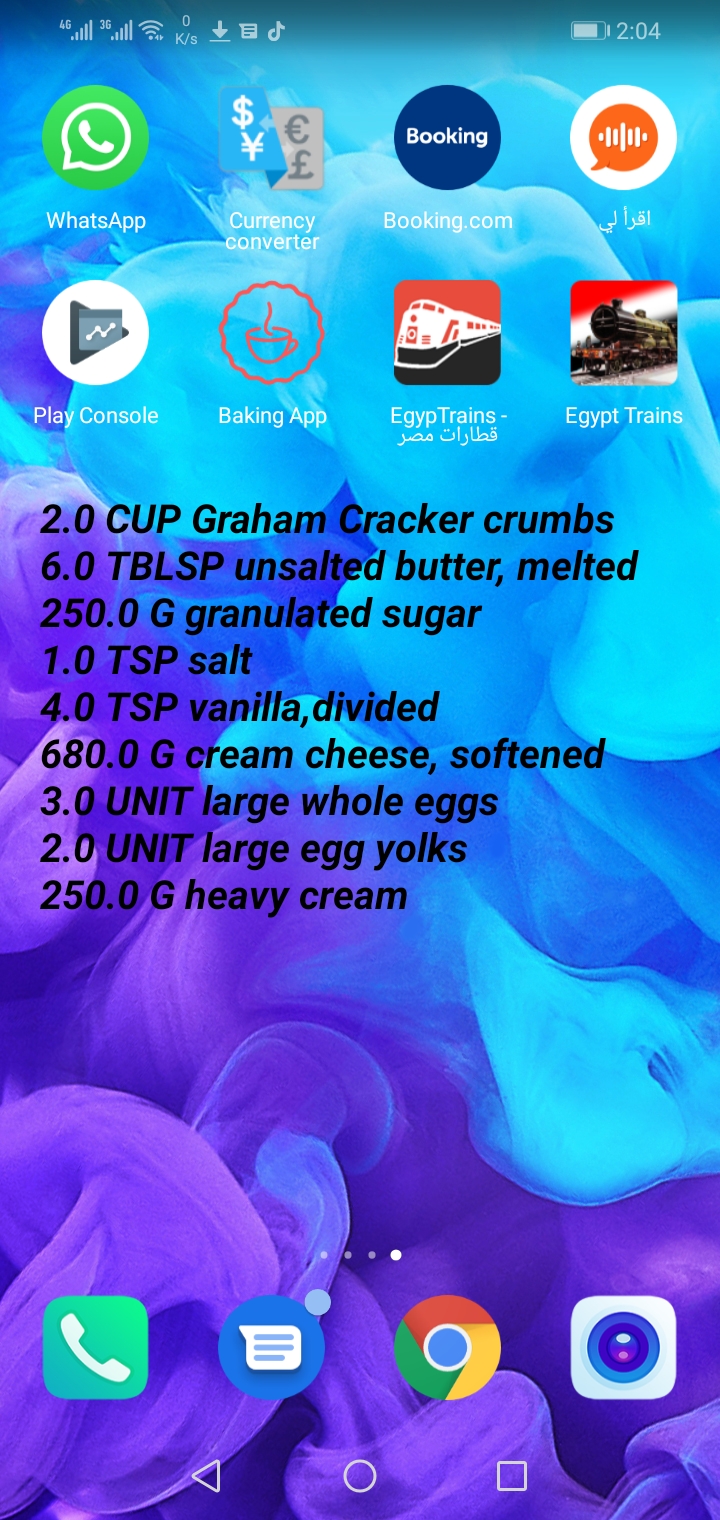 4G 3G 0 K/s 2:04
$ ¥ € £
Booking
WhatsApp
Currency converter
Booking.com
اقرأ لي
Play Console
Baking App
EgypTrains -
قطارات مصر
Egypt Trains
2.0 CUP Graham Cracker crumbs
6.0 TBLSP unsalted butter, melted
250.0 G granulated sugar
1.0 TSP salt
4.0 TSP vanilla,divided
680.0 G cream cheese, softened
3.0 UNIT large whole eggs
2.0 UNIT large egg yolks
250.0 G heavy cream